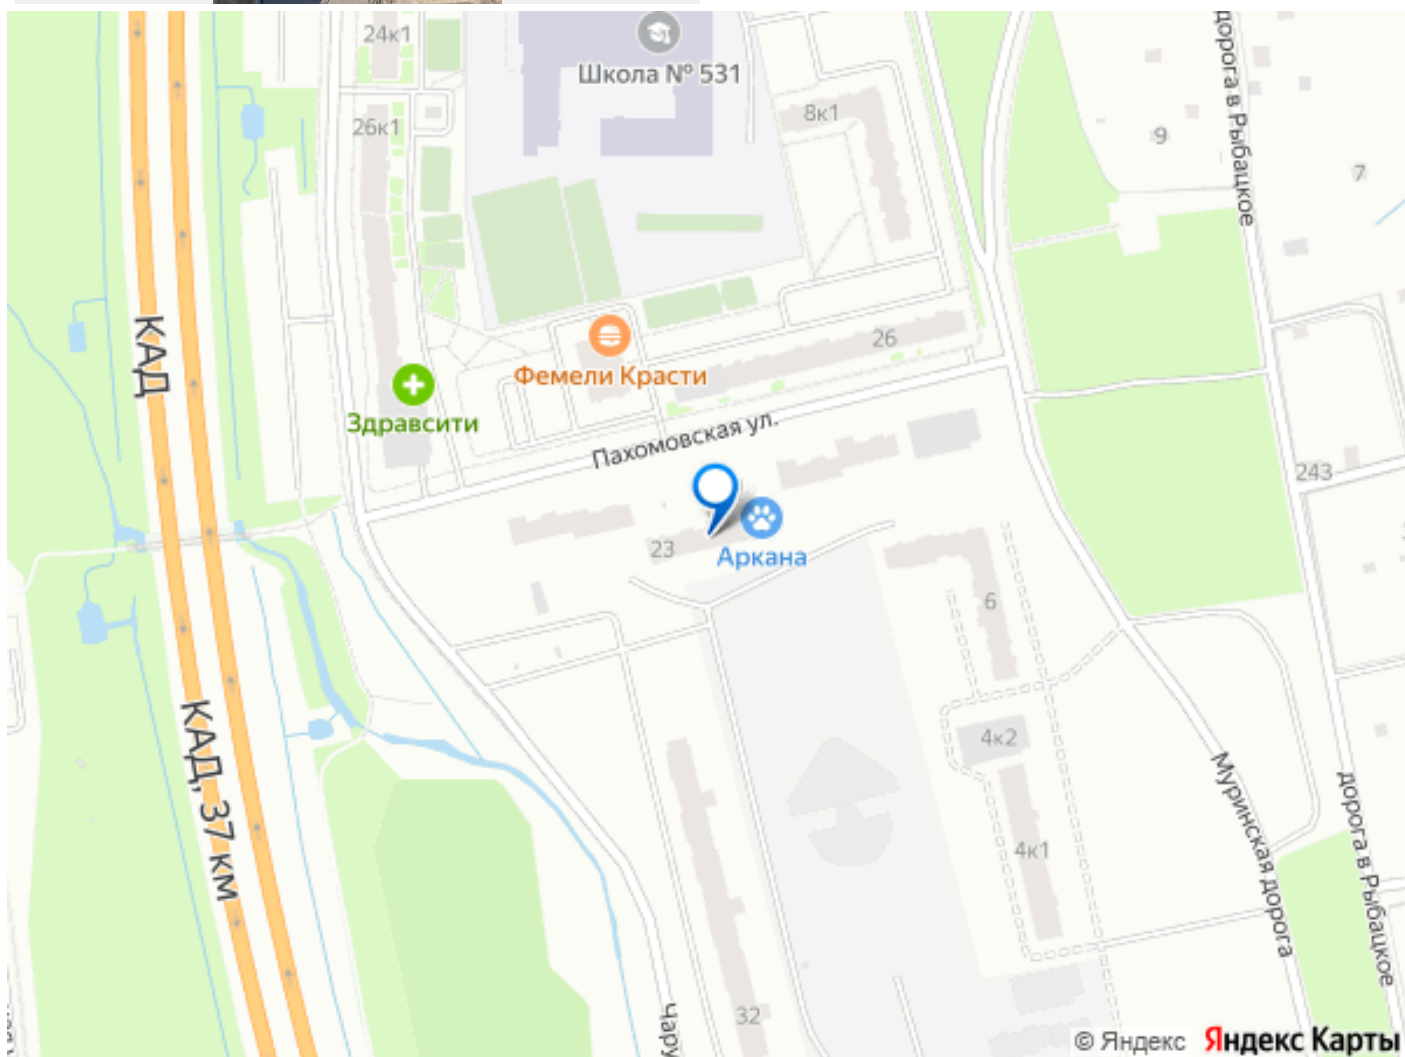 24к1
Школа № 531
26к1
8к1
дорога в Рыбацкое
9
7
КАД
26
Фемели Красти
Здравсити
Пахомовская ул.
243
23
Аркана
6
КАД, 37 км
4к2
4к1
Муринская дорога
дорога в Рыбацкое
32
Чару
© Яндекс Яндекс Карты